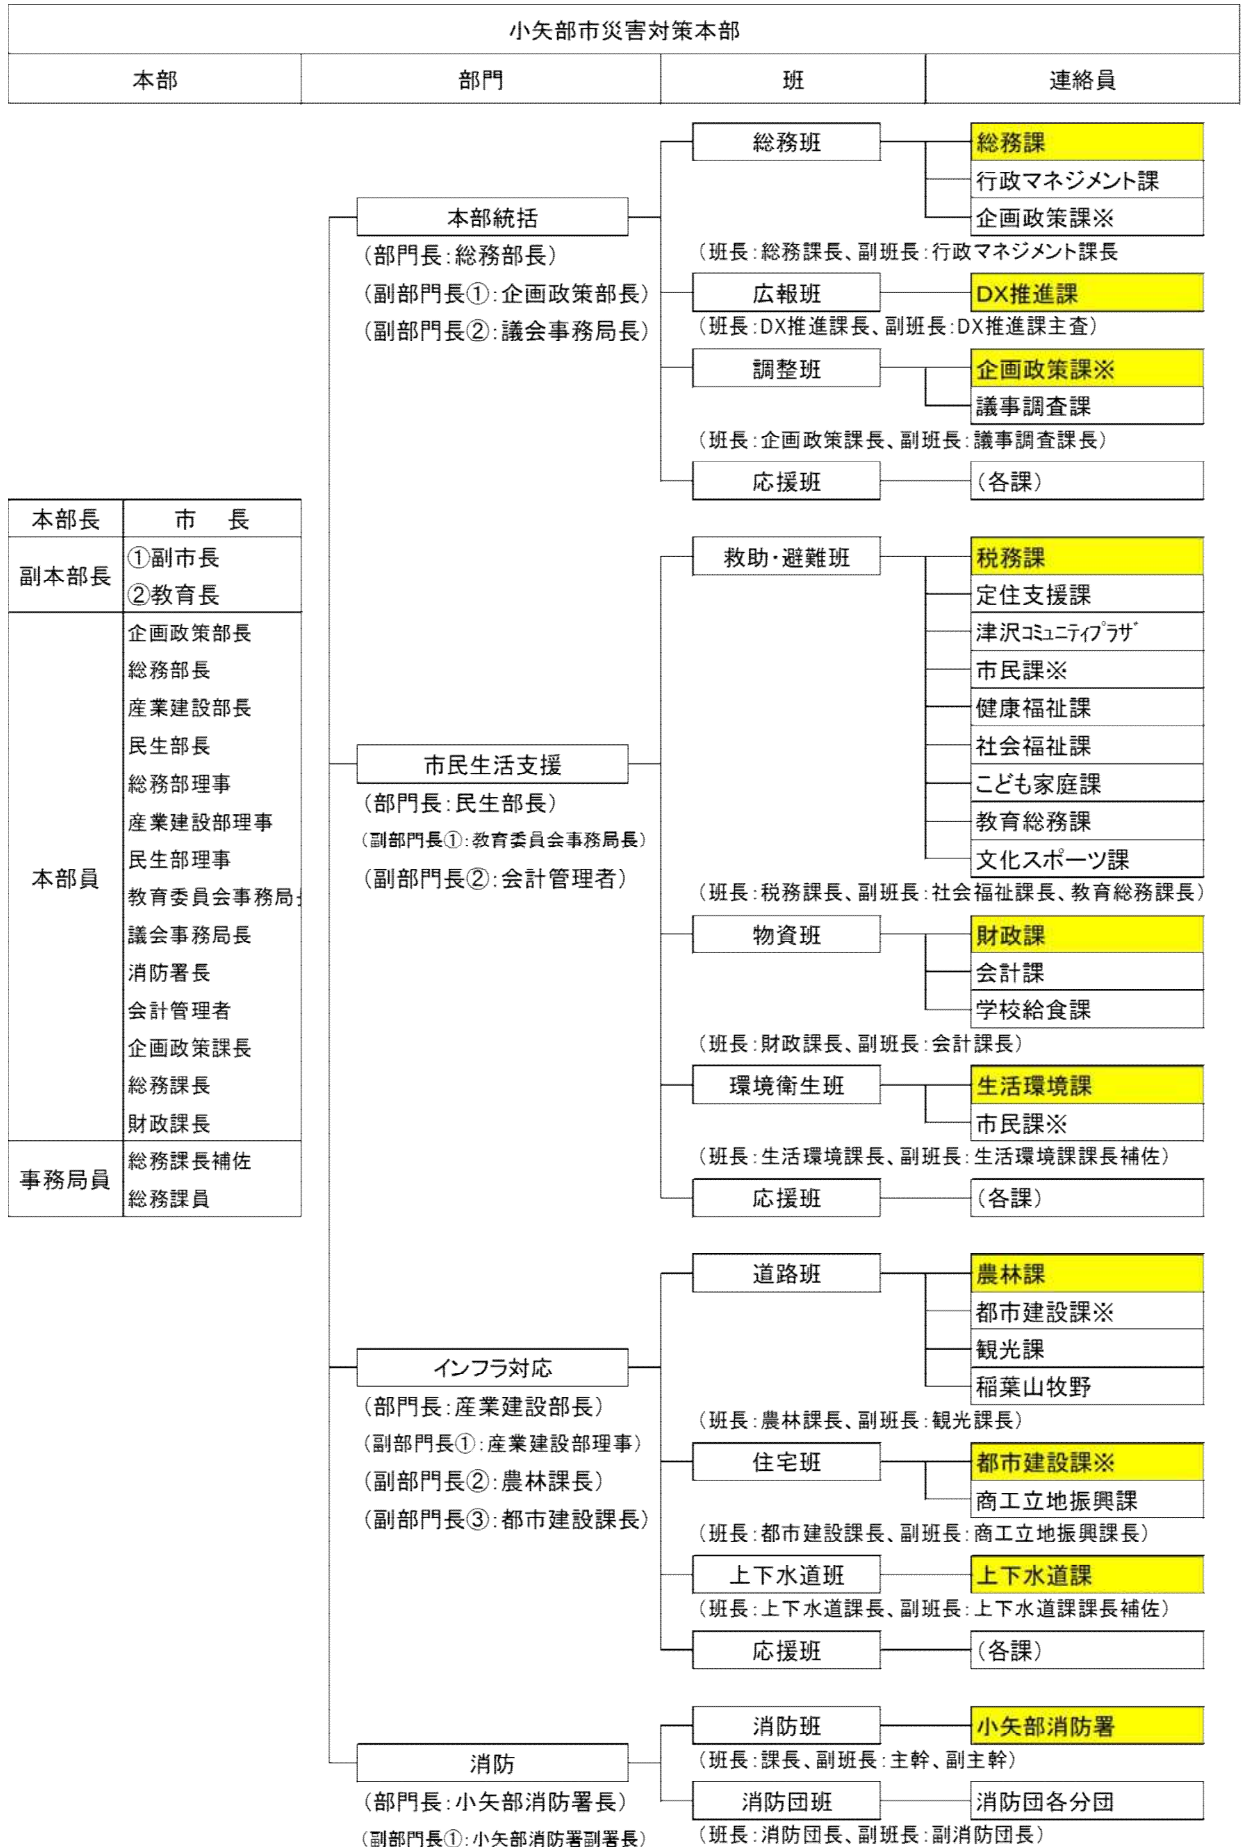 小矢部市災害対策本部
本部 部門 班 連絡員
本部長 市 長
副本部長 ①副市長
②教育長
本部員
企画政策部長
総務部長
産業建設部長
民生部長
総務部理事
産業建設部理事
民生部理事
教育委員会事務局
議会事務局長
消防署長
会計管理者
企画政策課長
総務課長
財政課長
事務局員
総務課長補佐
総務課員
本部統括
(部門長:総務部長)
(副部門長①:企画政策部長)
(副部門長②:議会事務局長)
総務班 総務課
行政マネジメント課
企画政策課※
(班長:総務課長、副班長:行政マネジメント課長
広報班 DX推進課
(班長:DX推進課長、副班長:DX推進課主査)
調整班 企画政策課※
議事調査課
(班長:企画政策課長、副班長:議事調査課長)
応援班 (各課)
市民生活支援
(部門長:民生部長)
(副部門長①:教育委員会事務局長)
(副部門長②:会計管理者)
救助・避難班 税務課
定住支援課
津沢コミュニティプラザ
市民課※
健康福祉課
社会福祉課
こども家庭課
教育総務課
文化スポーツ課
(班長:税務課長、副班長:社会福祉課長、教育総務課長)
物資班 財政課
会計課
学校給食課
(班長:財政課長、副班長:会計課長)
環境衛生班 生活環境課
市民課※
(班長:生活環境課長、副班長:生活環境課課長補佐)
応援班 (各課)
インフラ対応
(部門長:産業建設部長)
(副部門長①:産業建設部理事)
(副部門長②:農林課長)
(副部門長③:都市建設課長)
道路班 農林課
都市建設課※
観光課
稲葉山牧野
(班長:農林課長、副班長:観光課長)
住宅班 都市建設課※
商工立地振興課
(班長:都市建設課長、副班長:商工立地振興課長)
上下水道班 上下水道課
(班長:上下水道課長、副班長:上下水道課課長補佐)
応援班 (各課)
消防
(部門長:小矢部消防署長)
(副部門長①:小矢部消防署副署長)
消防班 小矢部消防署
(班長:課長、副班長:主幹、副主幹)
消防団班 消防団各分団
(班長:消防団長、副班長:副消防団長)